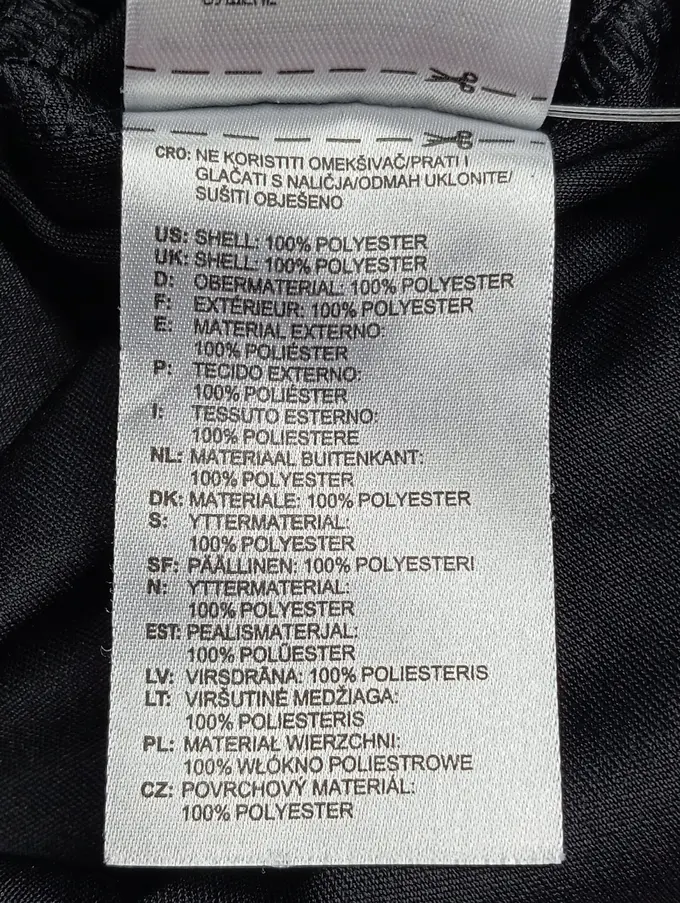 CRO: NE KORISTITI OMEKŠIVAČ/PRATI I
GLAČATI S NALIČJA/ODMAH UKLONITE/
SUŠITI OBJEŠENO
US: SHELL: 100% POLYESTER
UK: SHELL: 100% POLYESTER
D: OBERMATERIAL: 100% POLYESTER
F: EXTÉRIEUR: 100% POLYESTER
E: MATERIAL EXTERNO:
100% POLIÉSTER
P: TECIDO EXTERNO:
100% POLIÉSTER
I: TESSUTO ESTERNO:
100% POLIESTERE
NL: MATERIAAL BUITENKANT:
100% POLYESTER
DK: MATERIALE: 100% POLYESTER
S: YTTERMATERIAL:
100% POLYESTER
SF: PÄÄLLINEN: 100% POLYESTERI
N: YTTERMATERIAL:
100% POLYESTER
EST: PEALISMATERJAL:
100% POLÜESTER
LV: VIRSDRĀNA: 100% POLIESTERIS
LT: VIRŠUTINĖ MEDŽIAGA:
100% POLIESTERIS
PL: MATERIAŁ WIERZCHNI:
100% WŁÓKNO POLIESTROWE
CZ: POVRCHOVÝ MATERIÁL:
100% POLYESTER